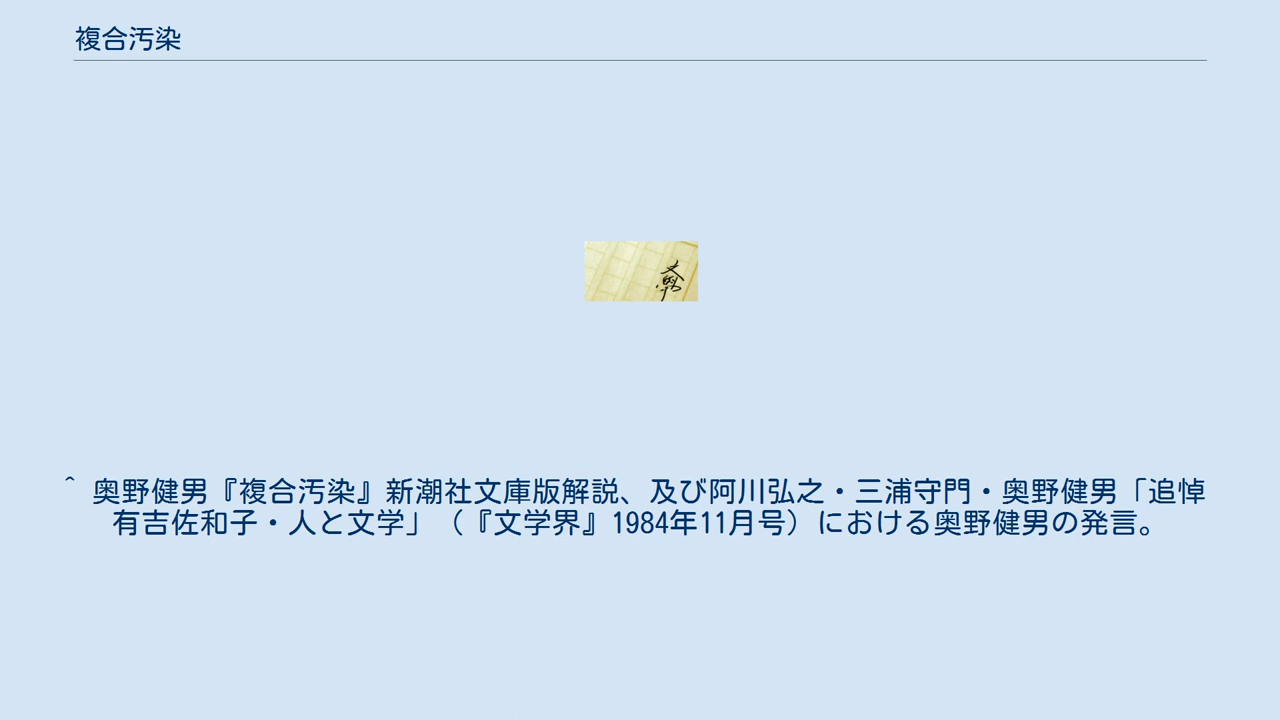 複合汚染
^ 奥野健男『複合汚染』新潮社文庫版解説、及び阿川弘之・三浦守門・奥野健男「追悼
有吉佐和子・人と文学」（『文学界』1984年11月号）における奥野健男の発言。